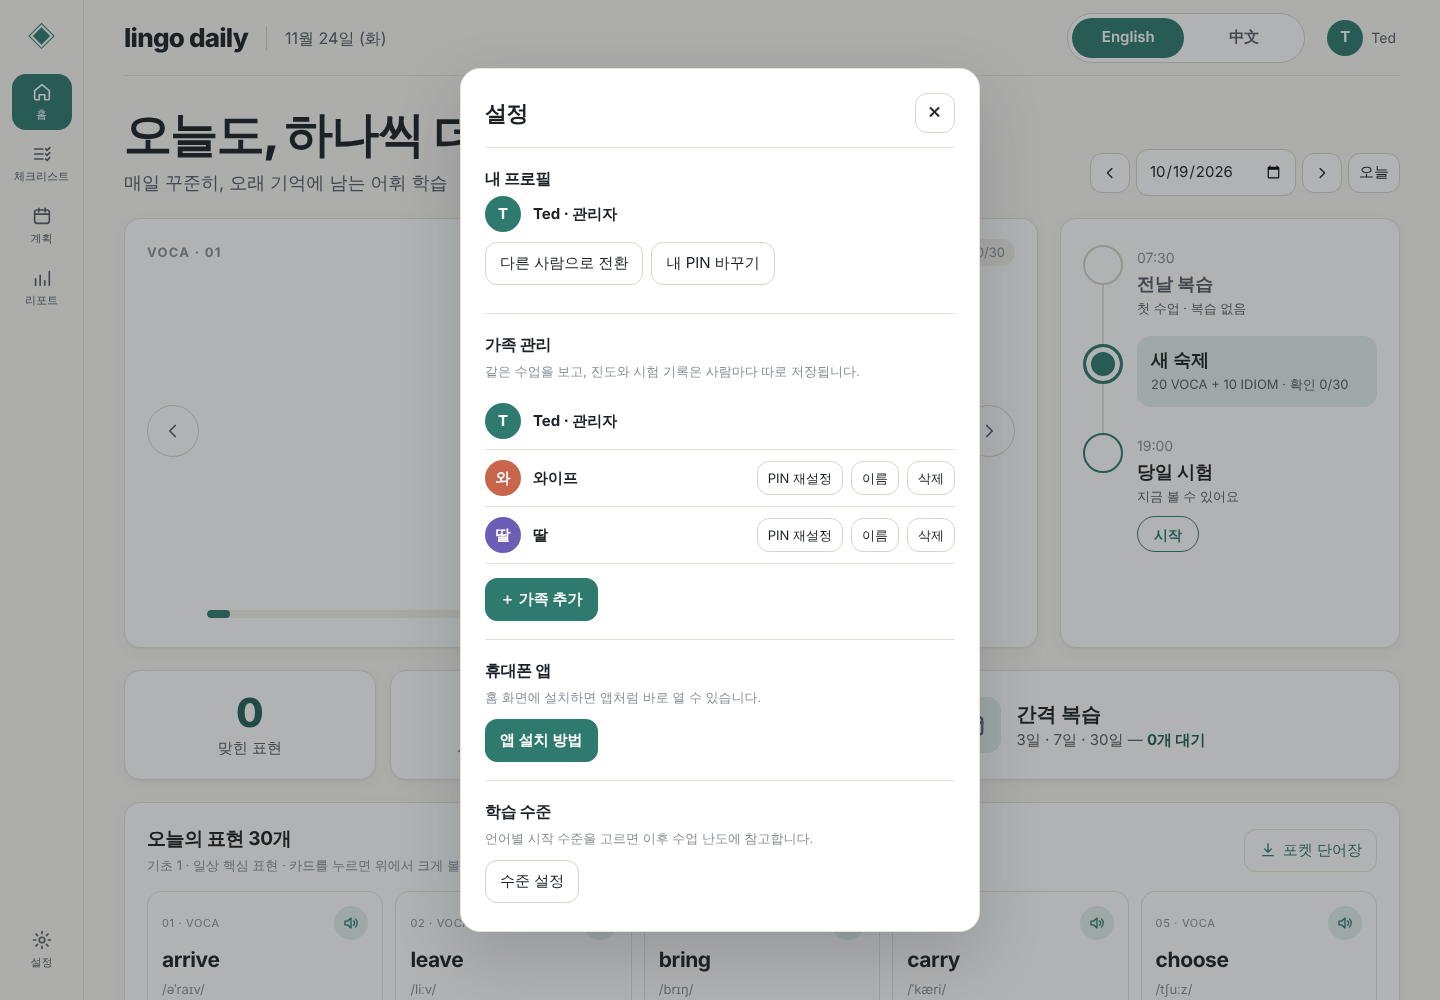 lingo daily
11월 24일 (화)
English
中文
T
Ted
홈
체크리스트
계획
리포트
설정
오늘도, 하나씩
매일 꾸준히, 오래 기억에 남는 어휘 학습
10/19/2026
오늘
VOCA · 01
0/30
07:30
전날 복습
첫 수업 · 복습 없음
새 숙제
20 VOCA + 10 IDIOM · 확인 0/30
19:00
당일 시험
지금 볼 수 있어요
시작
0
맞힌 표현
간격 복습
3일 · 7일 · 30일 — 0개 대기
오늘의 표현 30개
기초 1 · 일상 핵심 표현 · 카드를 누르면 위에서 크게
포켓 단어장
01 · VOCA
arrive
/əˈraɪv/
02 · VOC
leave
/liːv/
bring
/brɪŋ/
carry
/ˈkæri/
05 · VOCA
choose
/tʃuːz/
설정
×
내 프로필
T
Ted · 관리자
다른 사람으로 전환
내 PIN 바꾸기
가족 관리
같은 수업을 보고, 진도와 시험 기록은 사람마다 따로 저장됩니다.
T
Ted · 관리자
와
와이프
PIN 재설정
이름
삭제
딸
딸
PIN 재설정
이름
삭제
+ 가족 추가
휴대폰 앱
홈 화면에 설치하면 앱처럼 바로 열 수 있습니다.
앱 설치 방법
학습 수준
언어별 시작 수준을 고르면 이후 수업 난도에 참고합니다.
수준 설정